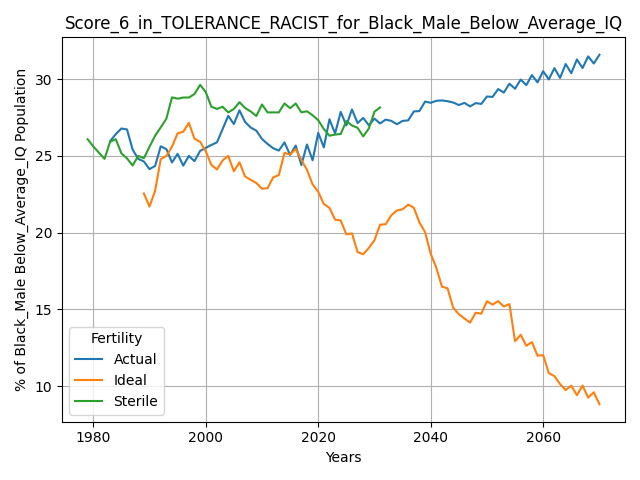 Score_6_in_TOLERANCE_RACIST_for_Black_Male_Below_Average_IQ
% of Black_Male Below_Average_IQ Population
30
25
20
15
10
Fertility
Actual
Ideal
Sterile
1980
2000
2020
2040
2060
Years